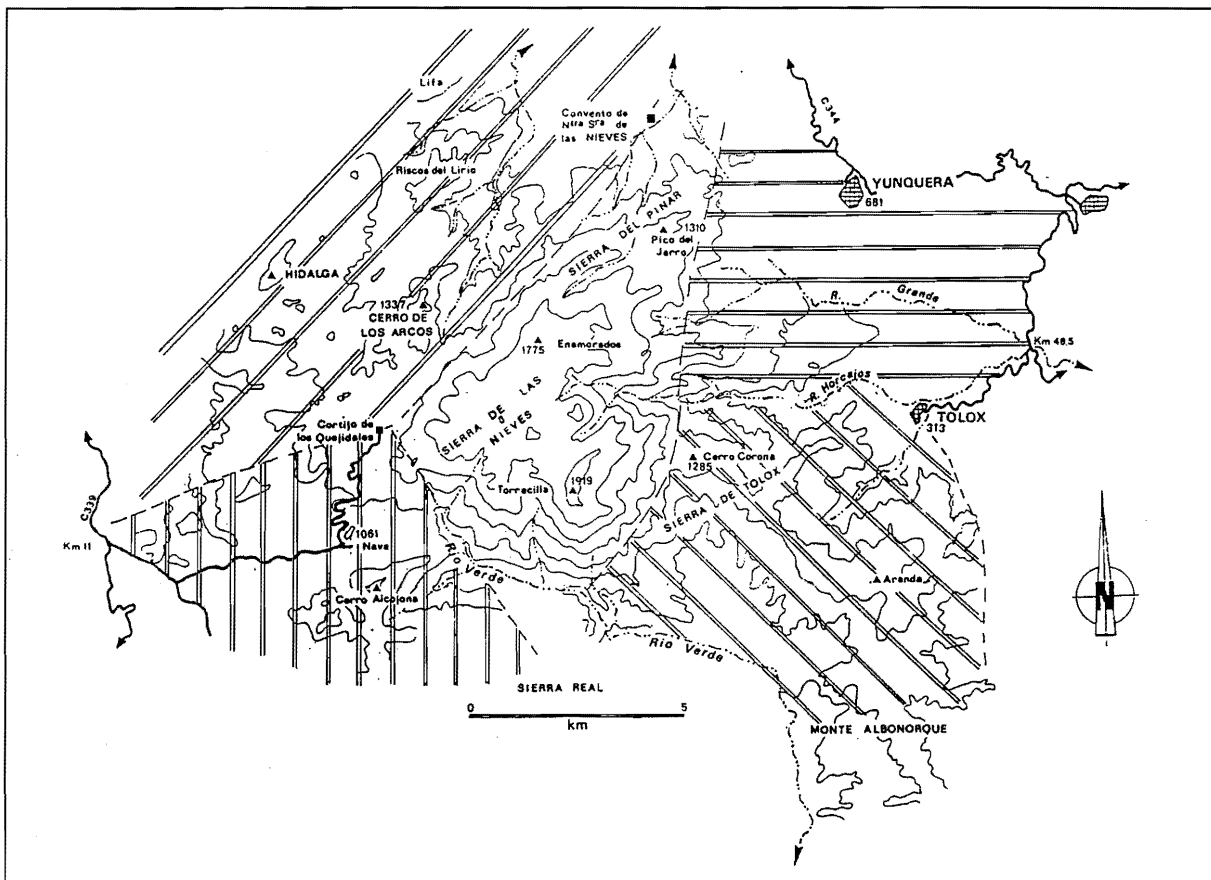 Lifa
Convento de
Ntra Sra de
las NIEVES
C344
Riscos del Lirio
YUNQUERA
681
SIERRA DEL PINAR
1310
Pico del
Jarro
HIDALGA
1337
CERRO DE
LOS ARCOS
R. Grande
1775
Enamorados
Km 48,5
SIERRA DE LAS
NIEVES
R. Horcajos
TOLOX
313
Cortijo de
los Quejidales
Cerro Corona
1285
Torrecilla
1919
SIERRA DE TOLOX
C339
Km II
1061
Nava
Rio Verde
Cerro Alcojona
Aranda
N
Rio Verde
SIERRA REAL
0 5
km
MONTE ALBONORQUE